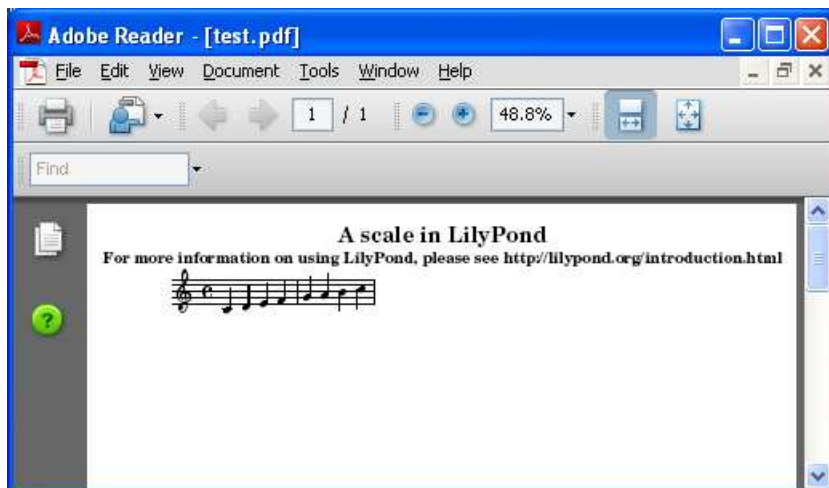 Adobe Reader - [test.pdf]
File Edit View Document Tools Window Help
1 / 1 48.8%
Find
A scale in LilyPond
For more information on using LilyPond, please see http://lilypond.org/introduction.html